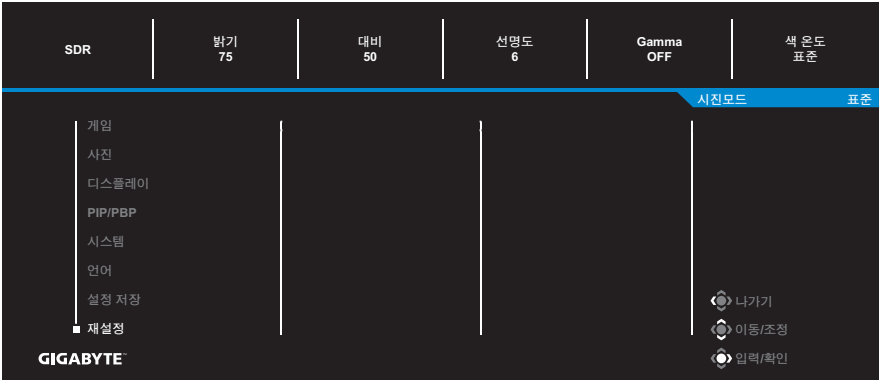 SDR
밝기
75
대비
50
선명도
6
Gamma
OFF
색 온도
표준
시진모드 표준
게임
사진
디스플레이
PIP/PBP
시스템
언어
설정 저장
재설정
나가기
이동/조정
입력/확인
GIGABYTE™